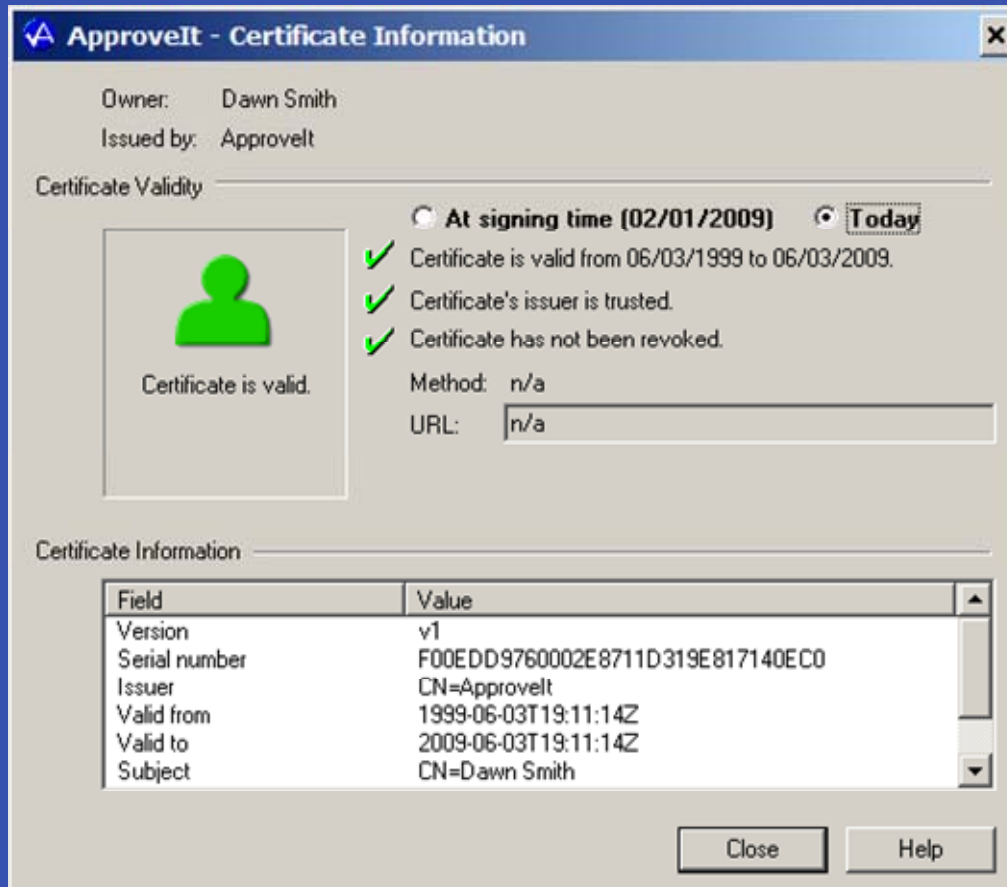 ApproveIt - Certificate Information
Owner: Dawn Smith
Issued by: ApproveIt
Certificate Validity
At signing time (02/01/2009) Today
Certificate is valid from 06/03/1999 to 06/03/2009.
Certificate's issuer is trusted.
Certificate has not been revoked.
Certificate is valid.
Method: n/a
URL: n/a
Certificate Information
Field Value
Version v1
Serial number F00EDD9760002E8711D319E817140EC0
Issuer CN=ApproveIt
Valid from 1999-06-03T19:11:14Z
Valid to 2009-06-03T19:11:14Z
Subject CN=Dawn Smith
Close Help